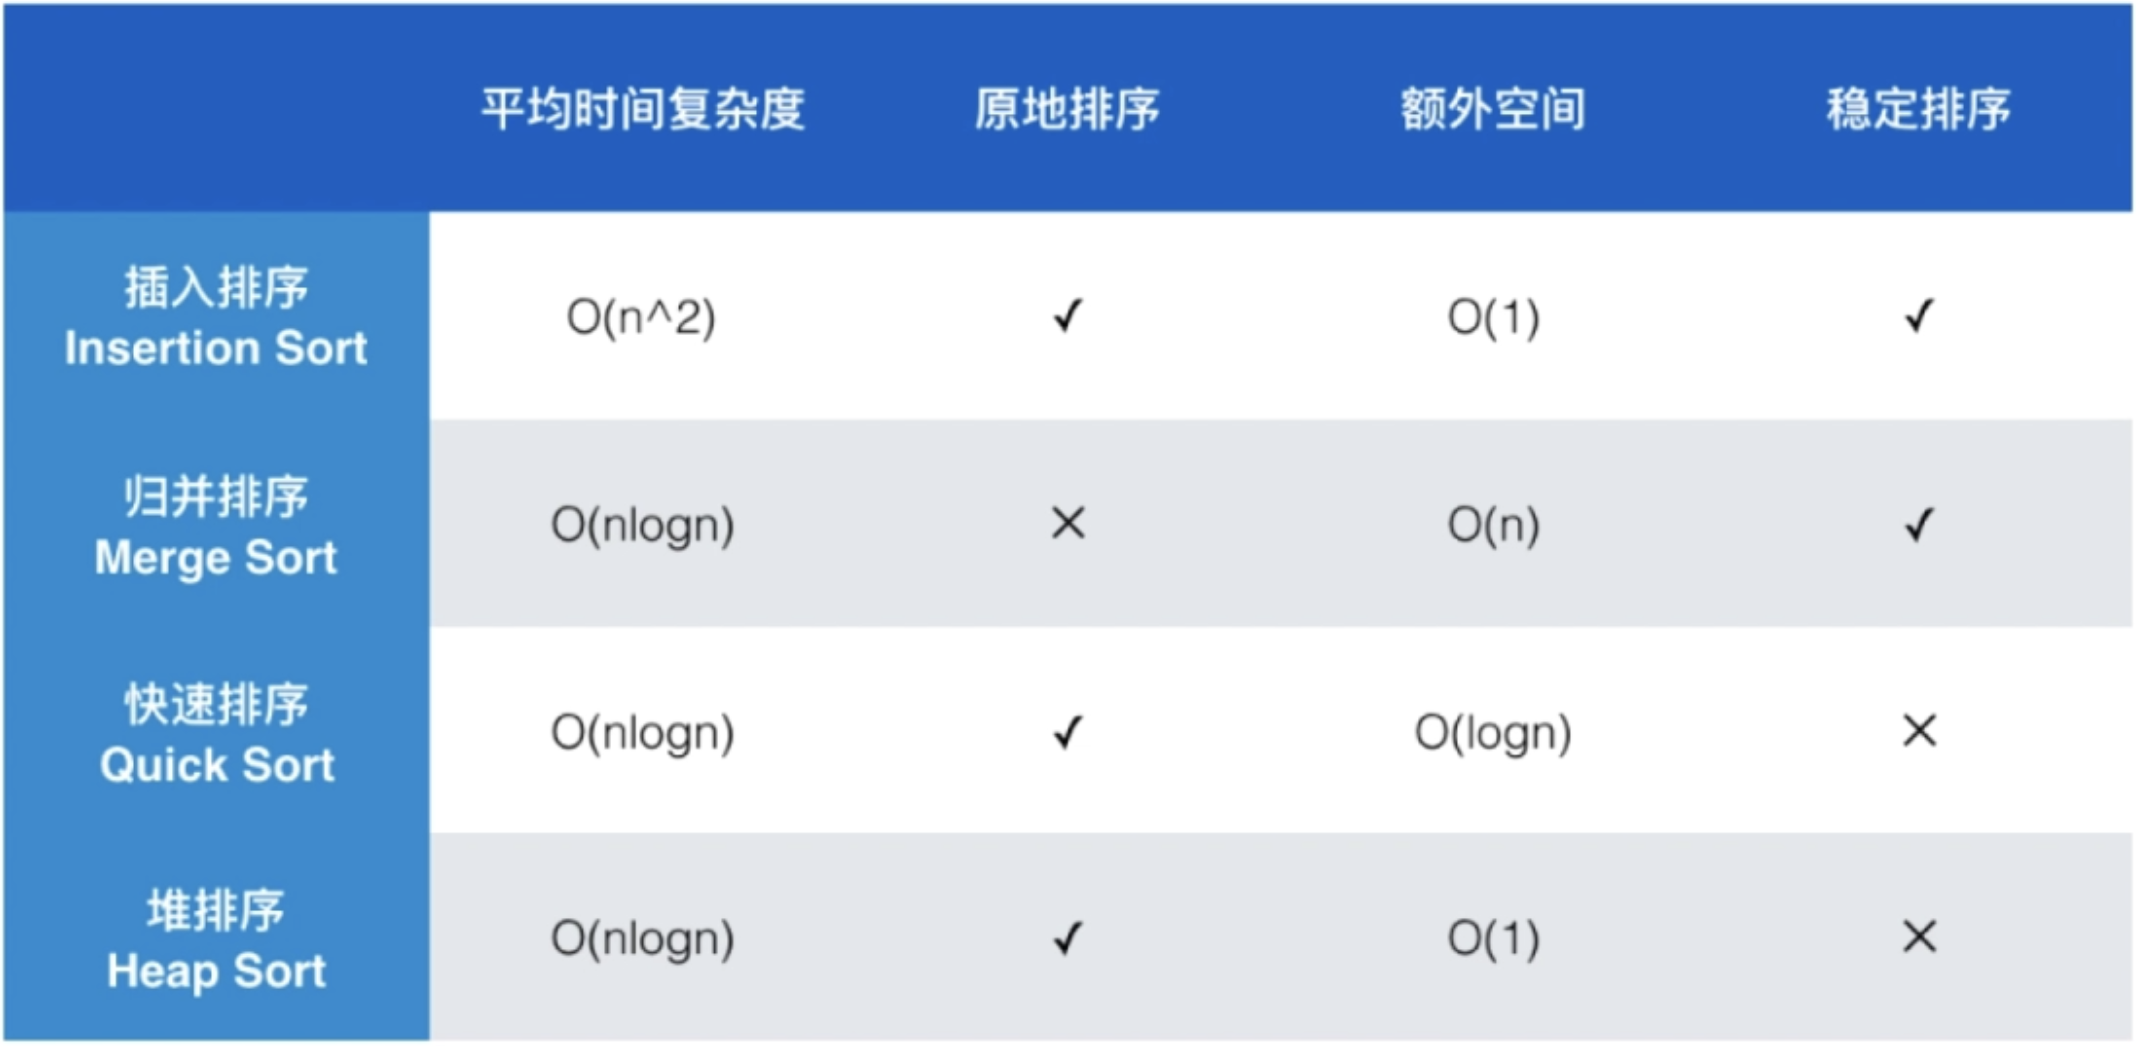 平均时间复杂度 原地排序 额外空间 稳定排序
插入排序
Insertion Sort
O(n^2) ✓ O(1) ✓
归并排序
Merge Sort
O(nlogn) × O(n) ✓
快速排序
Quick Sort
O(nlogn) ✓ O(logn) ×
堆排序
Heap Sort
O(nlogn) ✓ O(1) ×